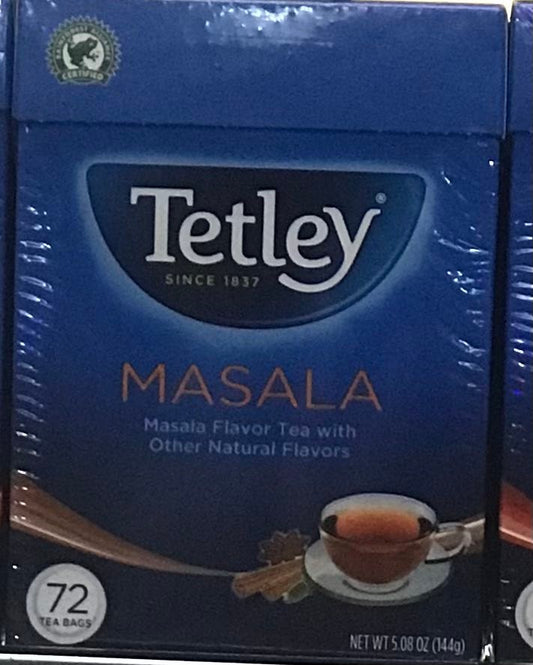 CERTIFIED
Tetley®
SINCE 1837
MASALA
Masala Flavor Tea with
Other Natural Flavors
72
TEA BAGS
NET WT 5.08 OZ (144g)